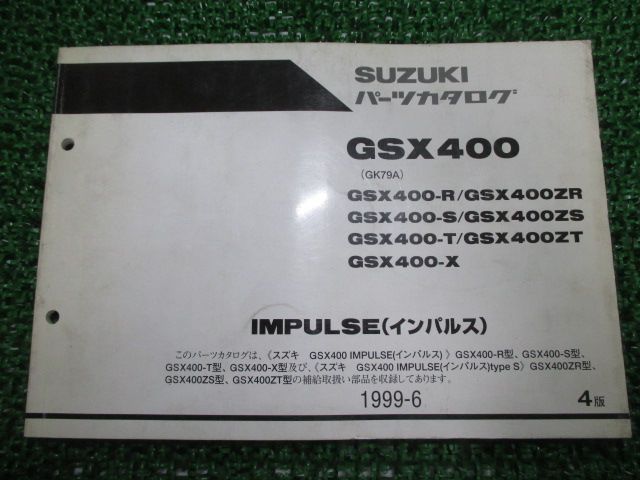 SUZUKI
パーツカタログ
GSX400
(GK79A)
GSX400-R/GSX400ZR
GSX400-S/GSX400ZS
GSX400-T/GSX400ZT
GSX400-X
IMPULSE(インパルス)
このパーツカタログは、《スズキ GSX400 IMPULSE(インパルス) 》GSX400-R型、GSX400-S型、
GSX400-T型、GSX400-X型及び、《スズキ GSX400 IMPULSE(インパルス)type S》GSX400ZR型、
GSX400ZS型、GSX400ZT型の補給取扱い部品を収録してあります。
1999-6
4版